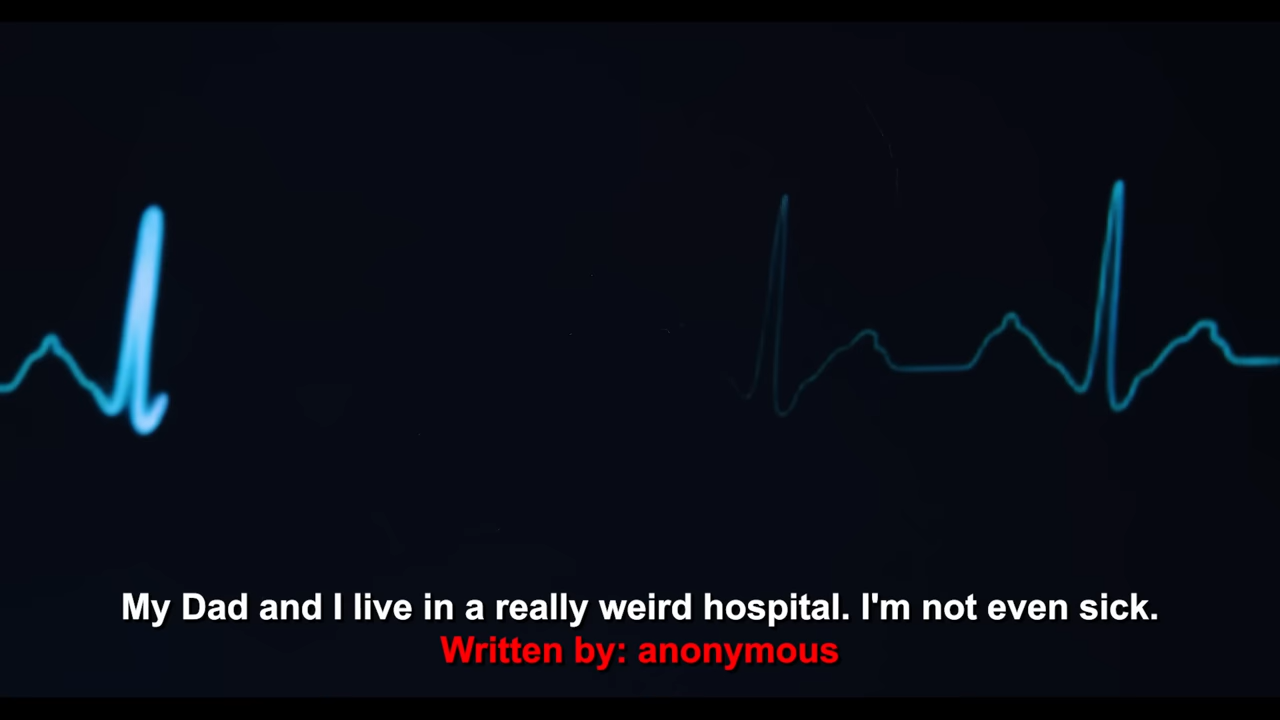 My Dad and I live in a really weird hospital. I'm not even sick.
Written by: anonymous